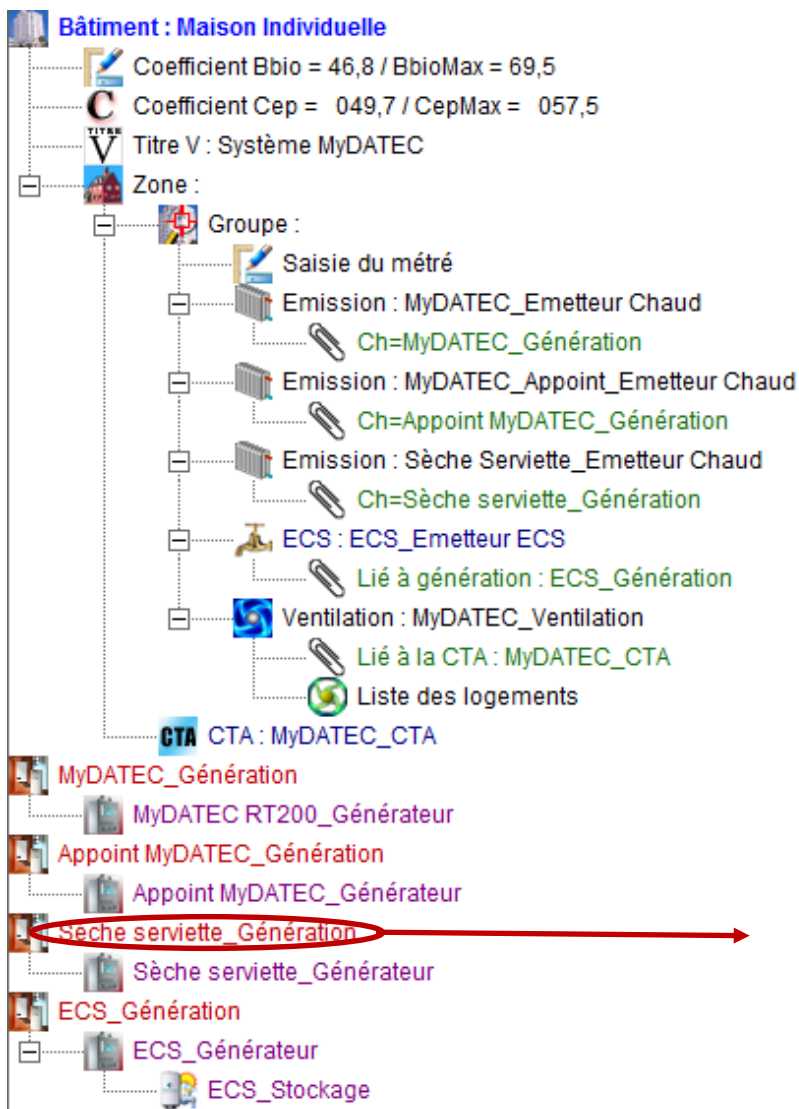 Bâtiment : Maison Individuelle
Coefficient Bbio = 46,8 / BbioMax = 69,5
C Coefficient Cep = 049,7 / CepMax = 057,5
TITRE
V Titre V : Système MyDATEC
Zone :
Groupe :
Saisie du métré
Emission : MyDATEC_Emetteur Chaud
Ch=MyDATEC_Génération
Emission : MyDATEC_Appoint_Emetteur Chaud
Ch=Appoint MyDATEC_Génération
Emission : Sèche Serviette_Emetteur Chaud
Ch=Sèche serviette_Génération
ECS : ECS_Emetteur ECS
Lié à génération : ECS_Génération
Ventilation : MyDATEC_Ventilation
Lié à la CTA : MyDATEC_CTA
Liste des logements
CTA CTA : MyDATEC_CTA
MyDATEC_Génération
MyDATEC RT200_Générateur
Appoint MyDATEC_Génération
Appoint MyDATEC_Générateur
Sèche serviette_Génération
Sèche serviette_Générateur
ECS_Génération
ECS_Générateur
ECS_Stockage